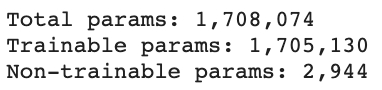 Total params: 1,708,074
Trainable params: 1,705,130
Non-trainable params: 2,944